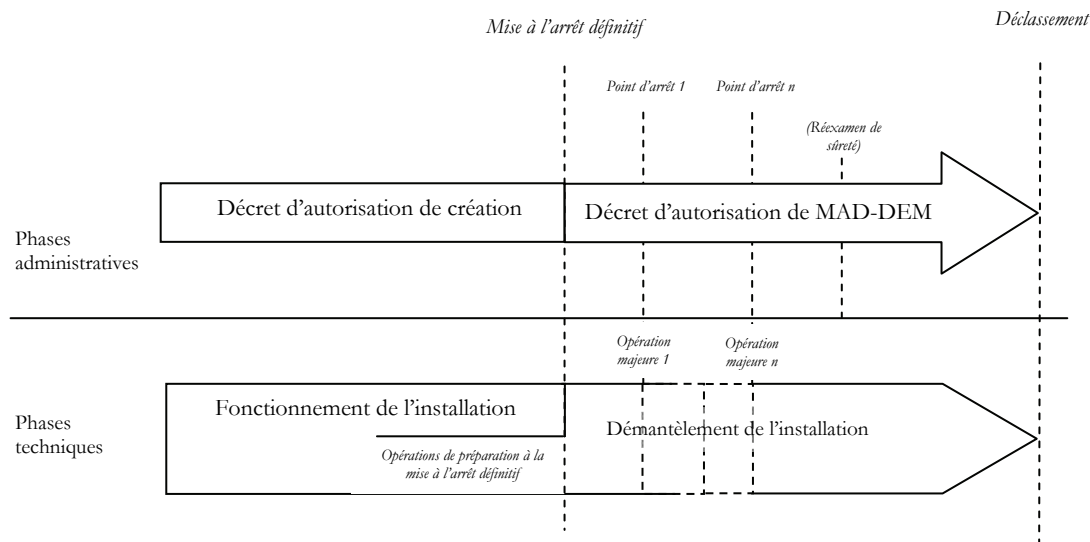 Mise à l'arrêt définitif
Déclassement
Point d'arrêt 1
Point d'arrêt n
(Réexamen de
sûreté)
Décret d'autorisation de création
Décret d'autorisation de MAD-DEM
Phases
administratives
Opération
majeure 1
Opération
majeure n
Fonctionnement de l'installation
Phases
techniques
Démantèlement de l'installation
Opérations de préparation à la
mise à l'arrêt définitif